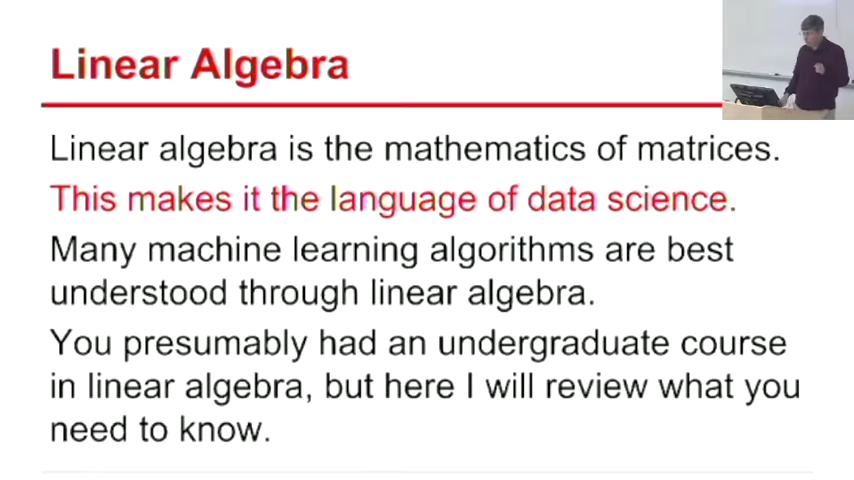 Linear Algebra
Linear algebra is the mathematics of matrices.
This makes it the language of data science.
Many machine learning algorithms are best
understood through linear algebra.
You presumably had an undergraduate course
in linear algebra, but here I will review what you
need to know.